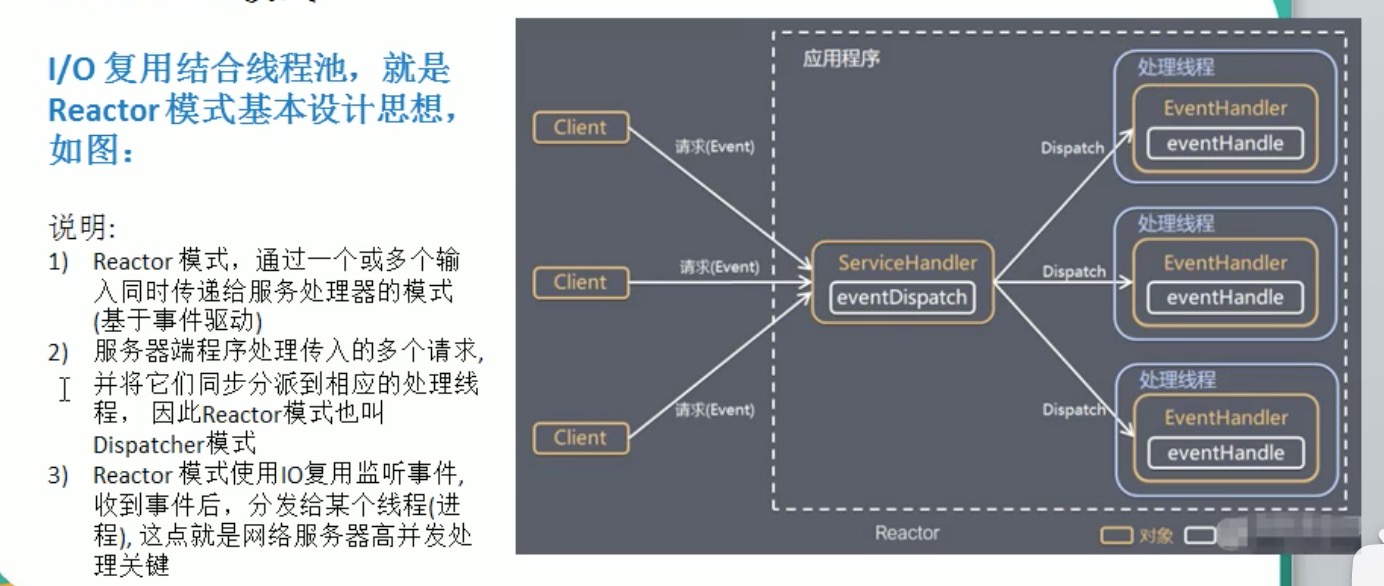 I/O 复用结合线程池，就是
Reactor 模式基本设计思想，
如图：
说明:
1) Reactor 模式，通过一个或多个输
入同时传递给服务处理器的模式
(基于事件驱动)
2) 服务器端程序处理传入的多个请求,
并将它们同步分派到相应的处理线
程， 因此Reactor模式也叫
Dispatcher模式
3) Reactor 模式使用IO复用监听事件,
收到事件后，分发给某个线程(进
程), 这点就是网络服务器高并发处
理关键
应用程序
Client
请求(Event)
Client
请求(Event)
Client
请求(Event)
ServiceHandler
eventDispatch
Dispatch
Dispatch
Dispatch
处理线程
EventHandler
eventHandle
处理线程
EventHandler
eventHandle
处理线程
EventHandler
eventHandle
Reactor
对象